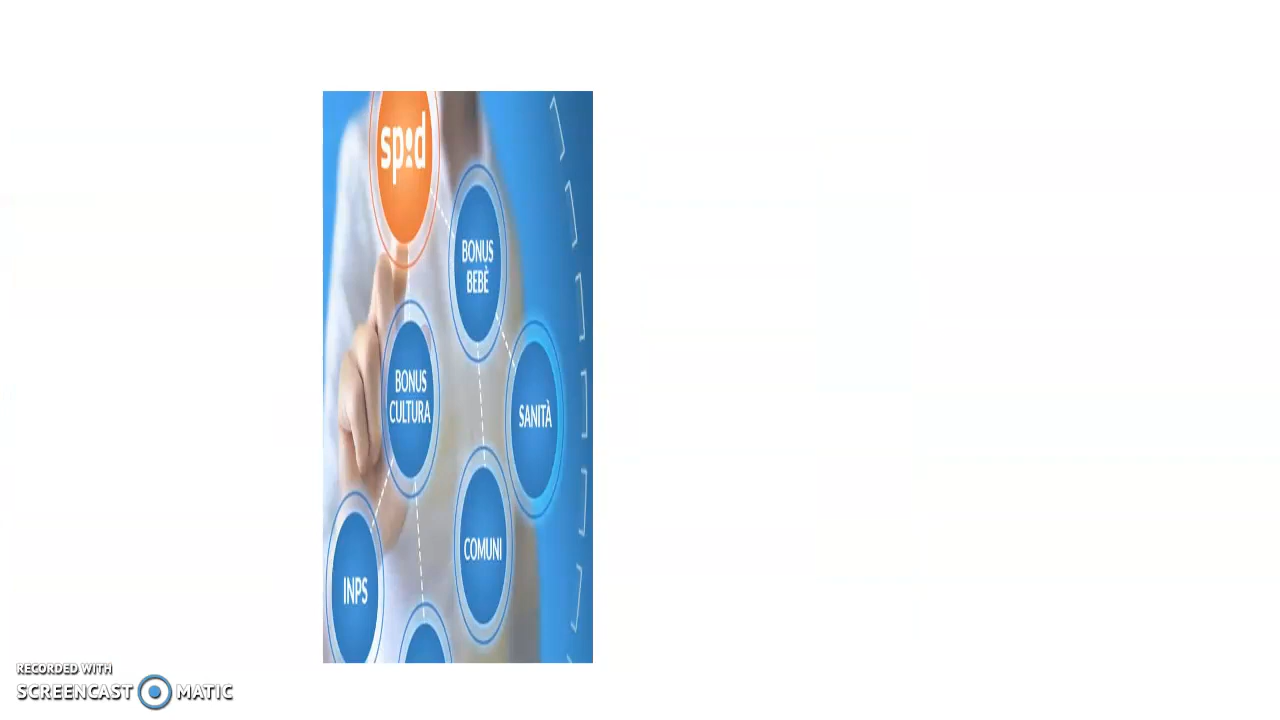 spid
BONUS
BEBÈ
BONUS
CULTURA
SANITÀ
COMUNI
INPS
RECORDED WITH
SCREENCAST MATIC